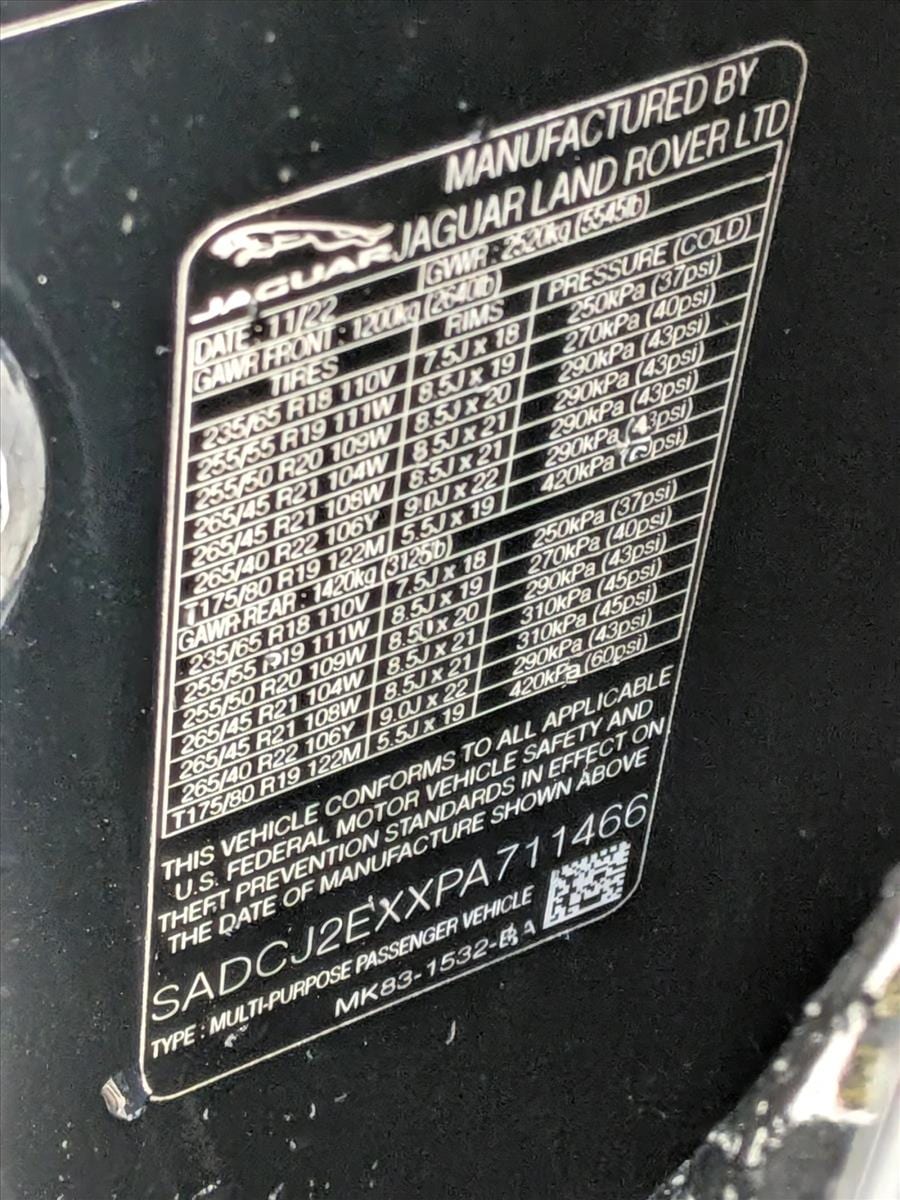 MANUFACTURED BY
JAGUAR LAND ROVER LTD
JAGUAR
DATE : 11/22 GVWR : 2520kg (5545lb)
GAWR FRONT : 1200kg (2640lb)
TIRES RIMS PRESSURE (COLD)
235/65 R18 110V 7.5J x 18 250kPa (37psi)
255/55 R19 111W 8.5J x 19 270kPa (40psi)
255/50 R20 109W 8.5J x 20 290kPa (43psi)
265/45 R21 104W 8.5J x 21 290kPa (43psi)
265/45 R21 108W 8.5J x 21 290kPa (43psi)
265/40 R22 106Y 9.0J x 22 290kPa (43psi)
T175/80 R19 122M 5.5J x 19 420kPa (60psi)
GAWR REAR : 1420kg (3125lb)
235/65 R18 110V 7.5J x 18 250kPa (37psi)
255/55 R19 111W 8.5J x 19 270kPa (40psi)
255/50 R20 109W 8.5J x 20 290kPa (43psi)
265/45 R21 104W 8.5J x 21 310kPa (45psi)
265/45 R21 108W 8.5J x 21 310kPa (45psi)
265/40 R22 106Y 9.0J x 22 290kPa (43psi)
T175/80 R19 122M 5.5J x 19 420kPa (60psi)
THIS VEHICLE CONFORMS TO ALL APPLICABLE
U.S. FEDERAL MOTOR VEHICLE SAFETY AND
THEFT PREVENTION STANDARDS IN EFFECT ON
THE DATE OF MANUFACTURE SHOWN ABOVE
SADCJ2EXXPA711466
TYPE : MULTI-PURPOSE PASSENGER VEHICLE
MK83-1532-BA